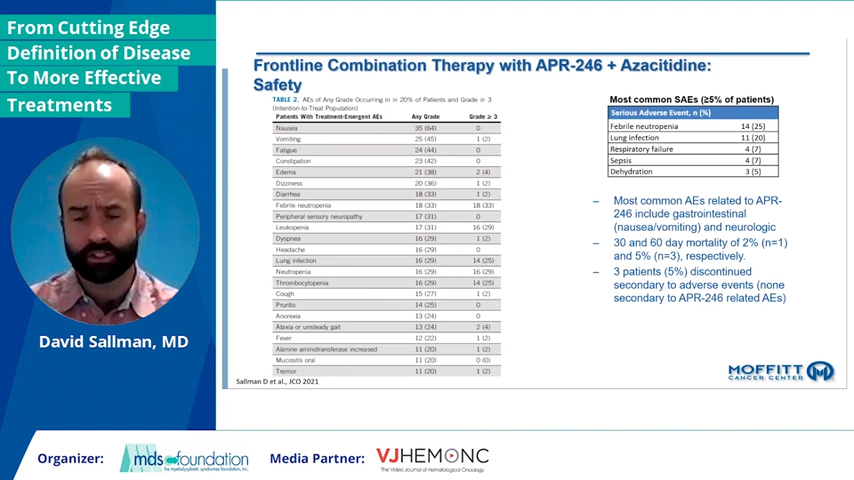 From Cutting Edge
Definition of Disease
To More Effective
Treatments
David Sallman, MD
Frontline Combination Therapy with APR-246 + Azacitidine:
Safety
TABLE 2. AEs of Any Grade Occurring in ≥ 20% of Patients and Grade ≥ 3
(Intention-to-Treat Population)
Patients With Treatment-Emergent AEs Any Grade Grade ≥ 3
Nausea 35 (64) 0
Vomiting 25 (45) 1 (2)
Fatigue 24 (44) 0
Constipation 23 (42) 0
Edema 21 (38) 2 (4)
Dizziness 20 (36) 1 (2)
Diarrhea 18 (33) 1 (2)
Febrile neutropenia 18 (33) 18 (33)
Peripheral sensory neuropathy 17 (31) 0
Leukopenia 17 (31) 16 (29)
Dyspnea 16 (29) 1 (2)
Headache 16 (29) 0
Lung infection 16 (29) 14 (25)
Neutropenia 16 (29) 16 (29)
Thrombocytopenia 16 (29) 14 (25)
Cough 15 (27) 1 (2)
Pruritis 14 (25) 0
Anorexia 13 (24) 0
Ataxia or unsteady gait 13 (24) 2 (4)
Fever 12 (22) 1 (2)
Alanine aminotransferase increased 11 (20) 1 (2)
Mucositis oral 11 (20) 0 (0)
Tremor 11 (20) 1 (2)
Sallman D et al., JCO 2021
Most common SAEs (≥5% of patients)
Serious Adverse Event, n (%)
Febrile neutropenia 14 (25)
Lung infection 11 (20)
Respiratory failure 4 (7)
Sepsis 4 (7)
Dehydration 3 (5)
– Most common AEs related to APR-
246 include gastrointestinal
(nausea/vomiting) and neurologic
– 30 and 60 day mortality of 2% (n=1)
and 5% (n=3), respectively.
– 3 patients (5%) discontinued
secondary to adverse events (none
secondary to APR-246 related AEs)
MOFFITT
CANCER CENTER
Organizer:
mds foundation
the myelodysplastic syndromes foundation, inc.
Media Partner:
VJHEMONC
The Video Journal of Hematological Oncology